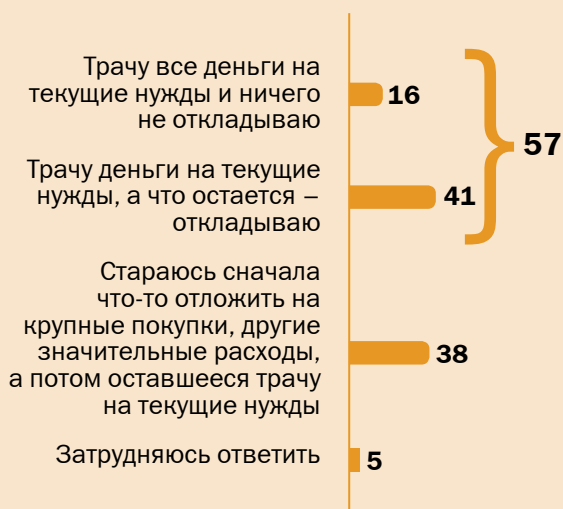 Трачу все деньги на
текущие нужды и ничего
не откладываю
16
Трачу деньги на текущие
нужды, а что остается –
откладываю
41
57
Стараюсь сначала
что-то отложить на
крупные покупки, другие
значительные расходы,
а потом оставшееся трачу
на текущие нужды
38
Затрудняюсь ответить
5